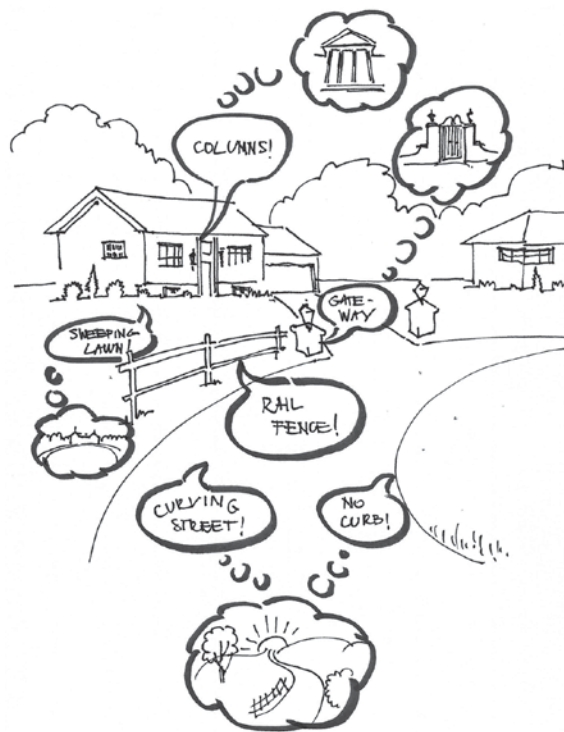 COLUMNS!
GATE-
WAY
SWEEPING
LAWN!
RAIL
FENCE!
CURVING
STREET!
NO
CURB!